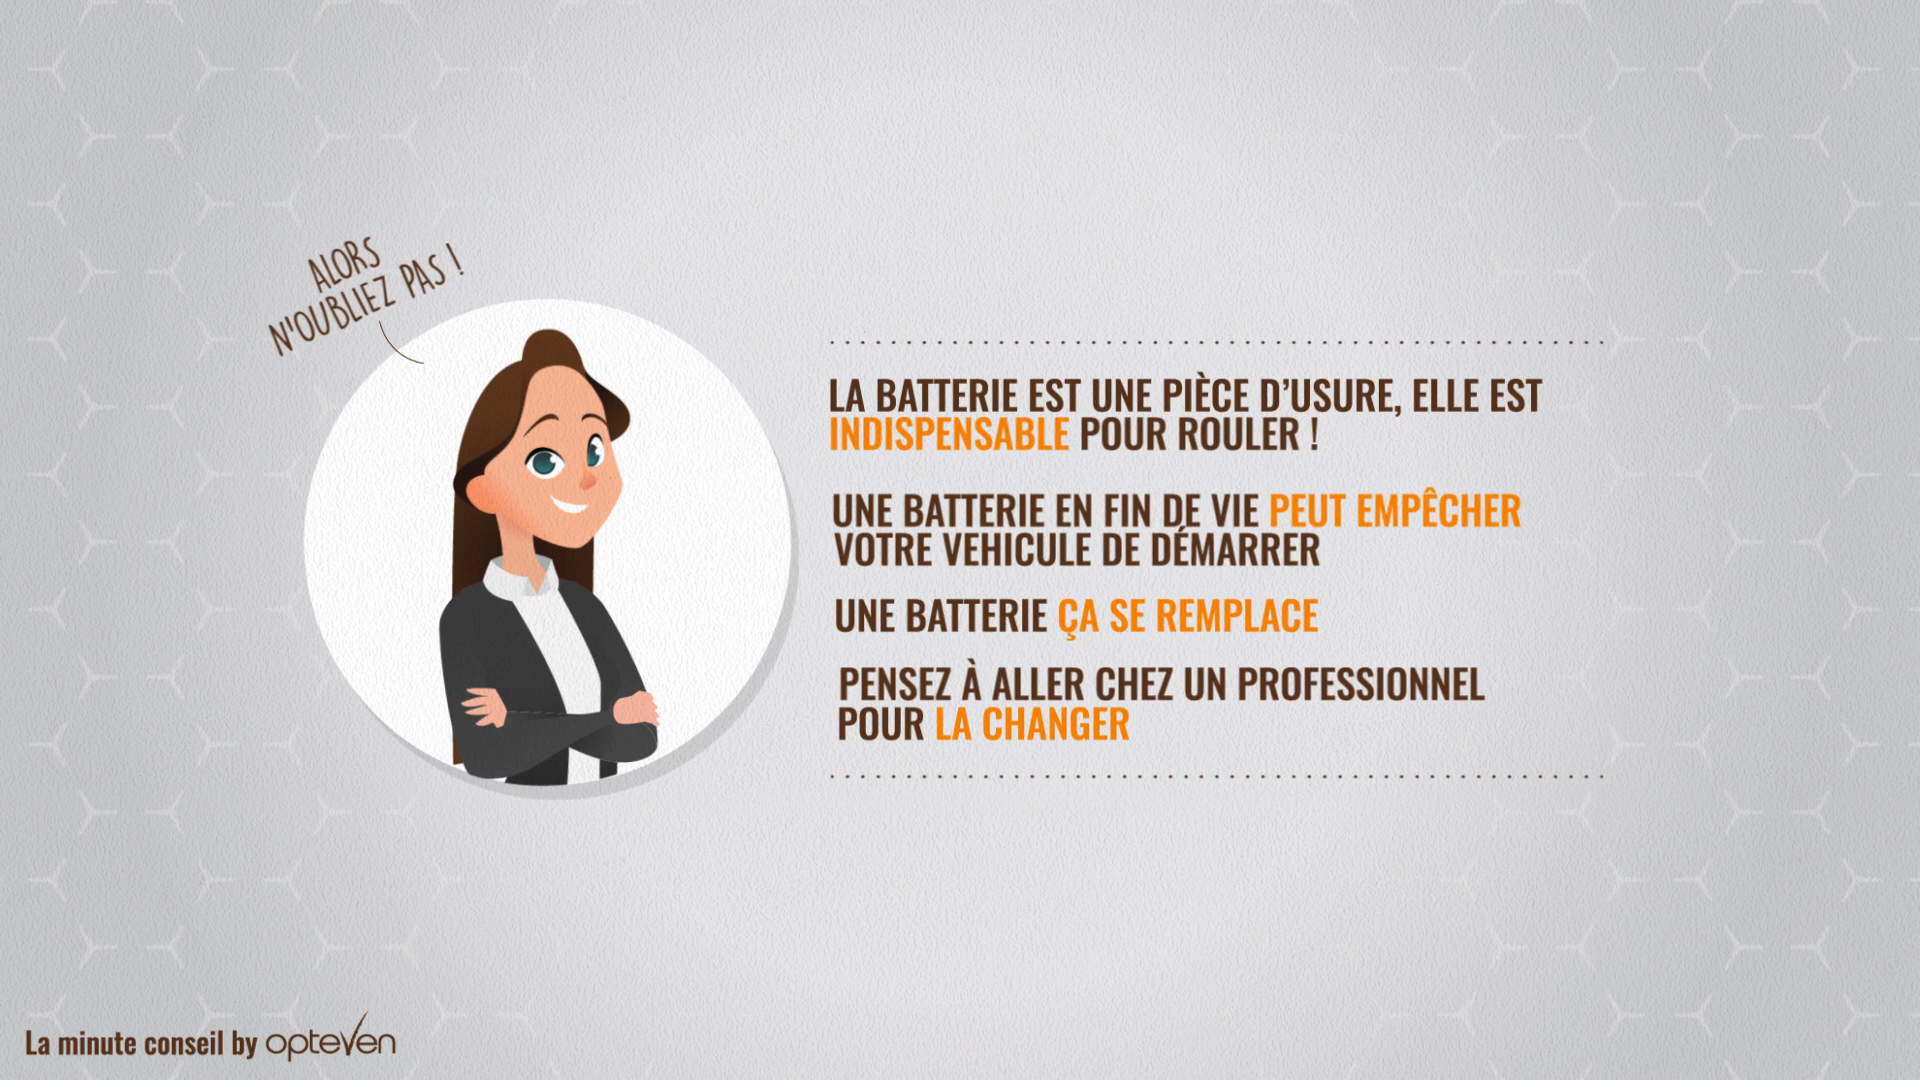 ALORS
N'OUBLIEZ PAS !
LA BATTERIE EST UNE PIÈCE D’USURE, ELLE EST
INDISPENSABLE POUR ROULER !
UNE BATTERIE EN FIN DE VIE PEUT EMPÊCHER
VOTRE VEHICULE DE DÉMARRER
UNE BATTERIE ÇA SE REMPLACE
PENSEZ À ALLER CHEZ UN PROFESSIONNEL
POUR LA CHANGER
La minute conseil by opteven